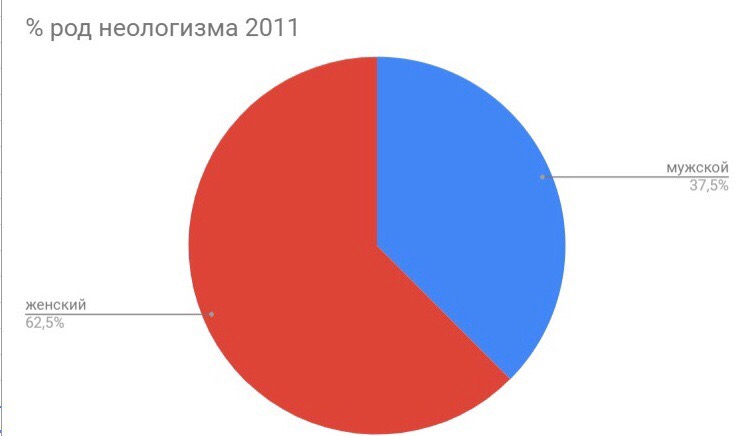 % род неологизма 2011
мужской
37,5%
женский
62,5%